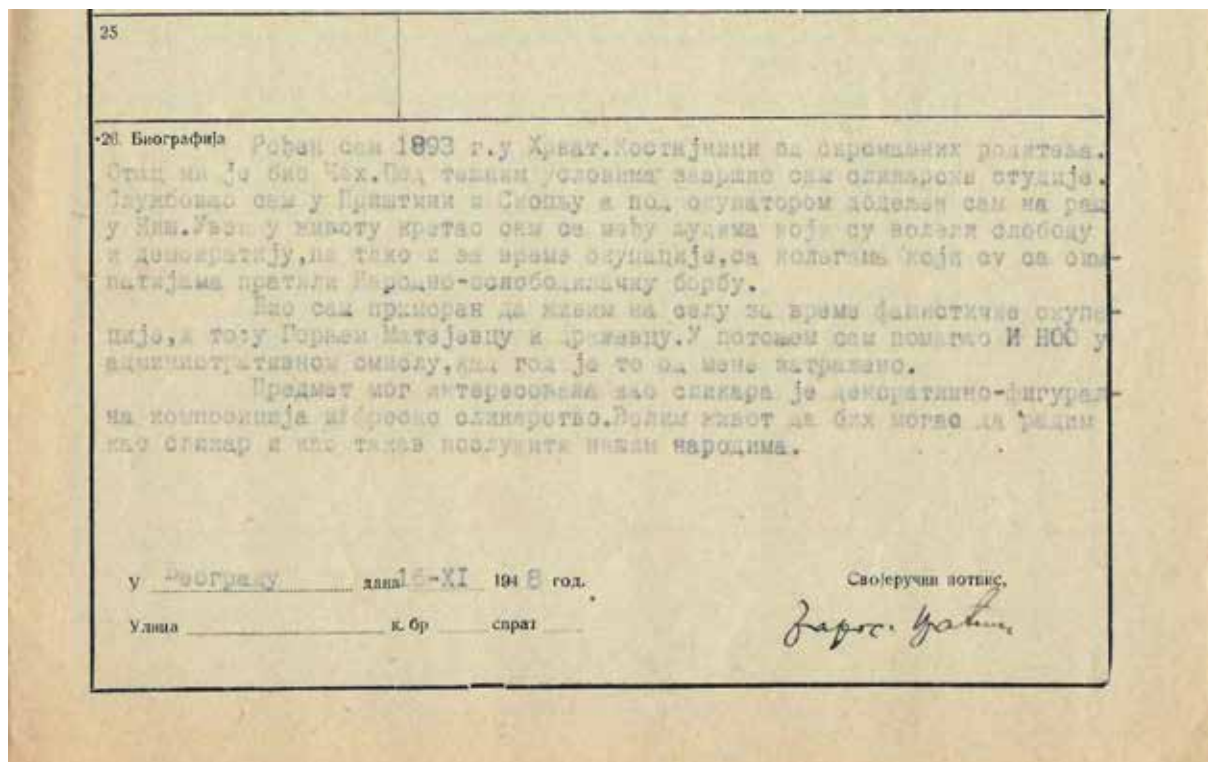 25
26. Биографија Рођен сам 1893 г.у Хрват.Костијници од скромавних родитеља.
Отац ми је био Чех.Под тешким условима завршио сам сликарске студије.
Службовао сам у Приштини и Скопљу а под окупатором додељен сам на рад
у Ниш.Увек у животу кретао сам се међу људима који су волели слободу
и демократију,па тако и за време окупације,са колегама који су са сим-
патијама пратили Народно-ослободилачку борбу.
Био сам приморан да живим на селу за време фашистичке окупа-
ције,и то:у Горњем Матејевцу и Дражевцу.У потоњем сам помагао И НОО у
административном смислу,кад год је то од мене затражено.
Предмет мог интересовања као сликара је декоративно-фигурал-
на композиција и фреско сликарство.Волим живот да бих могао да радим
као сликар и као такав послужити нашим народима.
у Београду дана 16-XI 1948 год.
Својеручни потпис,
Улица к. бр спрат